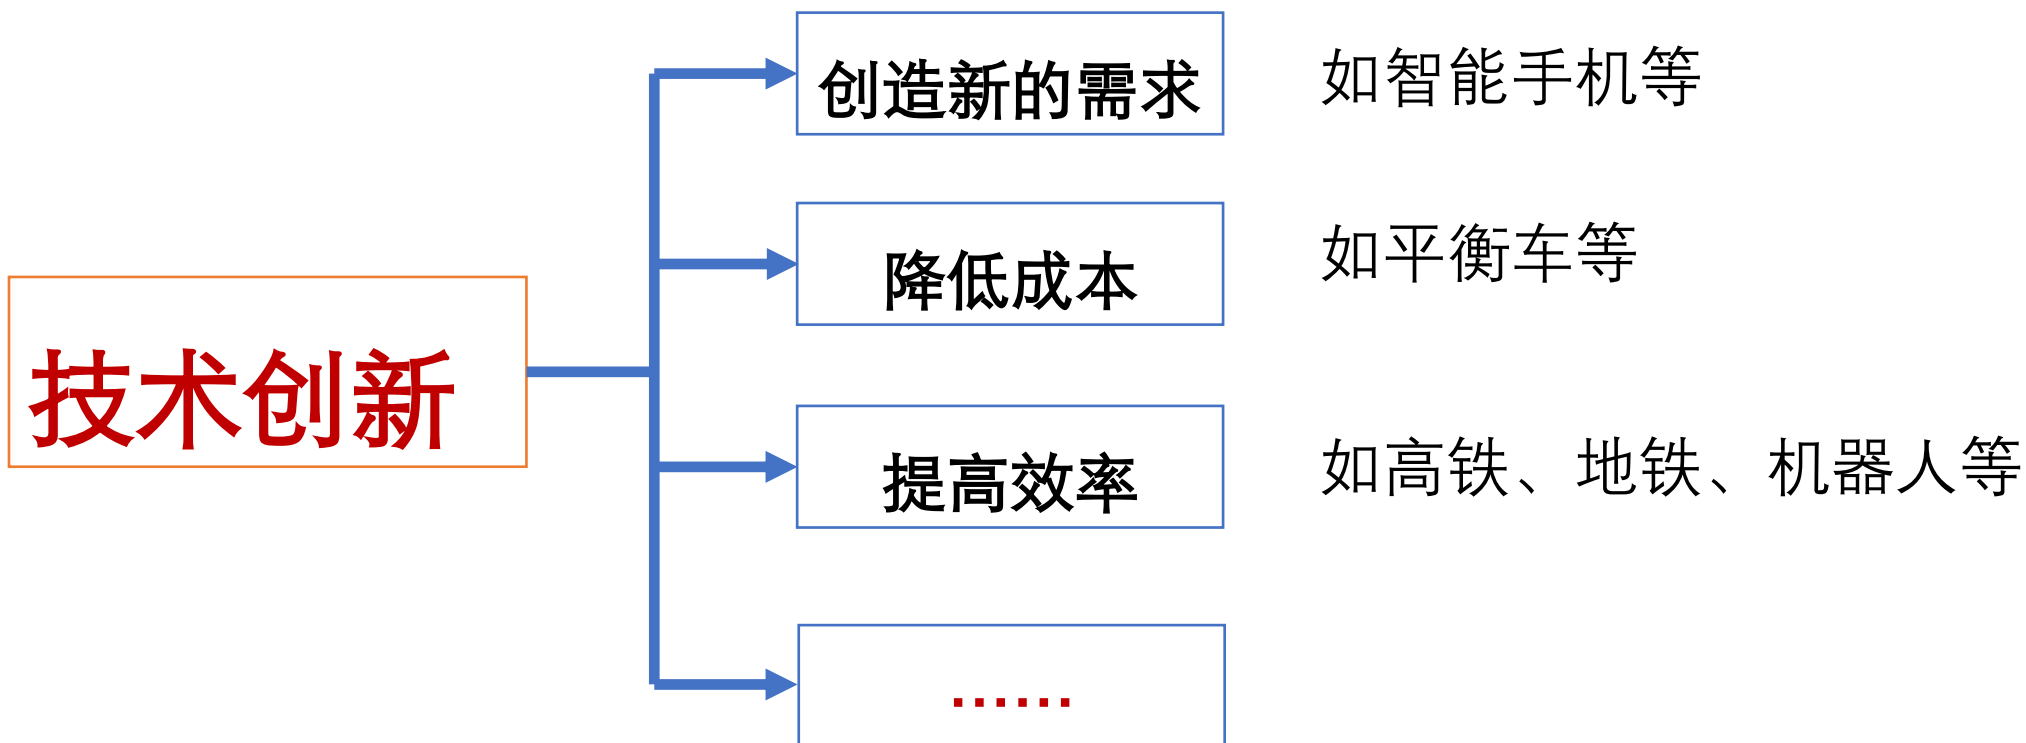 创造新的需求 如智能手机等
降低成本 如平衡车等
技术创新
提高效率 如高铁、地铁、机器人等
……